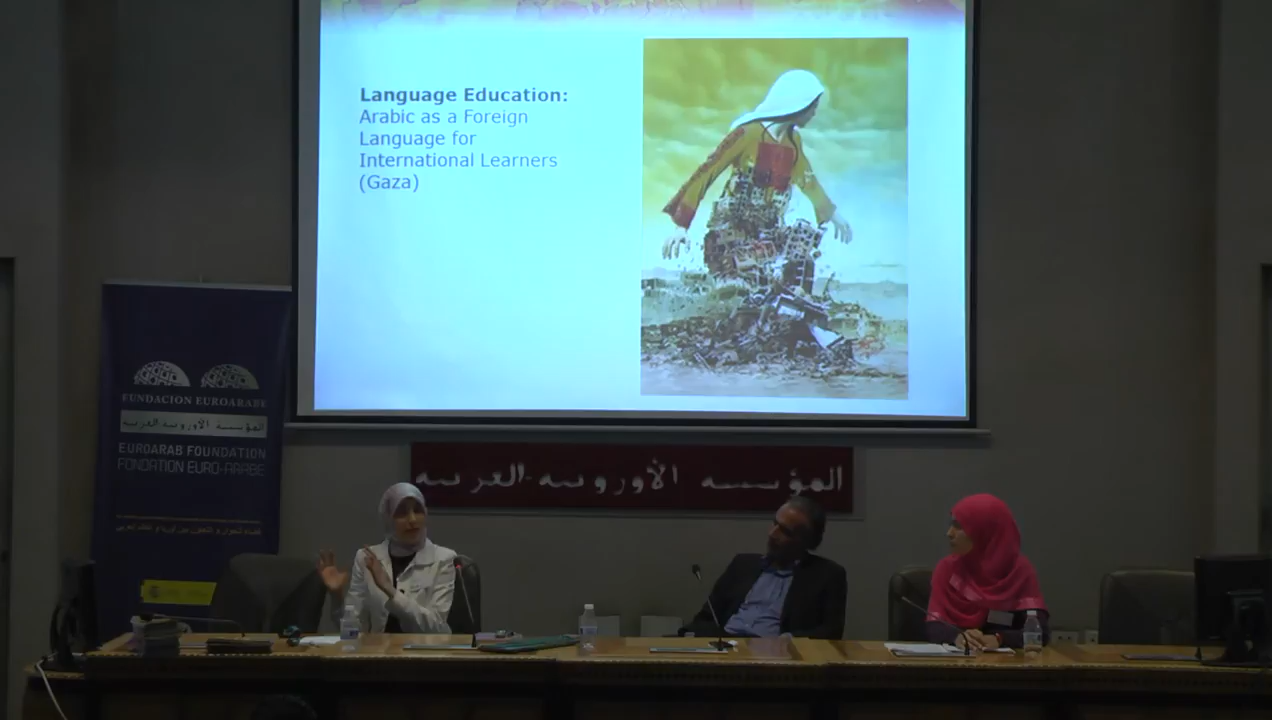 Language Education:
Arabic as a Foreign
Language for
International Learners
(Gaza)
FUNDACION EUROARABE
المؤسسة الأوروبية-العربية
EUROARAB FOUNDATION
FONDATION EURO-ARABE
المؤسسة الأوروبية-العربية